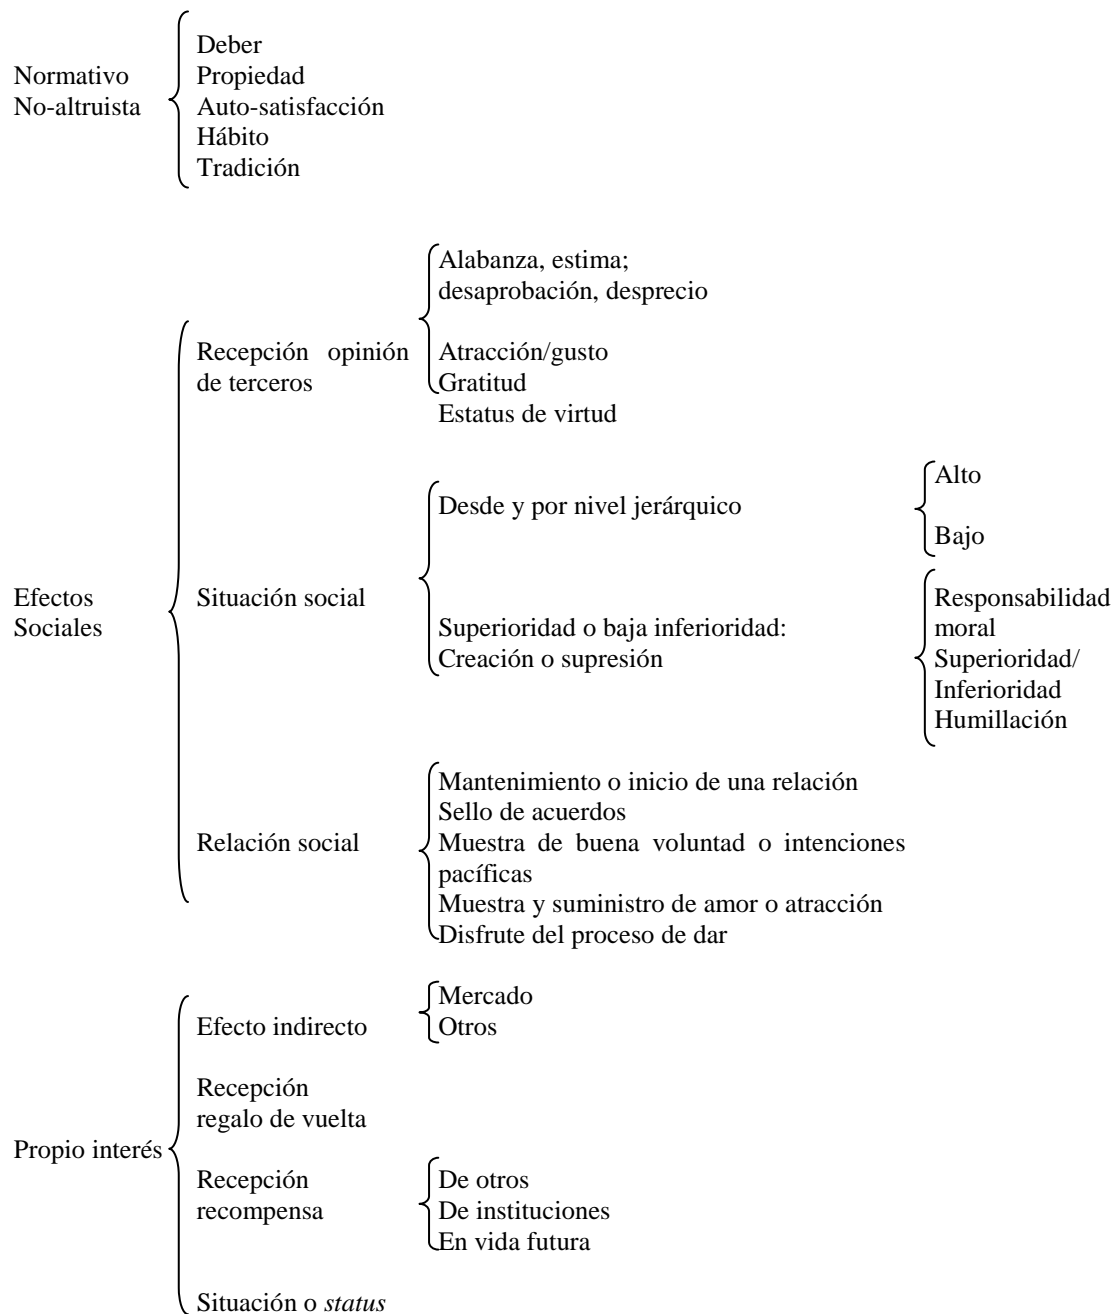 Normativo
No-altruista
Deber
Propiedad
Auto-satisfacción
Hábito
Tradición
Efectos
Sociales
Recepción opinión
de terceros
Alabanza, estima;
desaprobación, desprecio
Atracción/gusto
Gratitud
Estatus de virtud
Situación social
Desde y por nivel jerárquico
Alto
Bajo
Superioridad o baja inferioridad:
Creación o supresión
Responsabilidad
moral
Superioridad/
Inferioridad
Humillación
Relación social
Mantenimiento o inicio de una relación
Sello de acuerdos
Muestra de buena voluntad o intenciones
pacíficas
Muestra y suministro de amor o atracción
Disfrute del proceso de dar
Propio interés
Efecto indirecto
Mercado
Otros
Recepción
regalo de vuelta
Recepción
recompensa
De otros
De instituciones
En vida futura
Situación o status